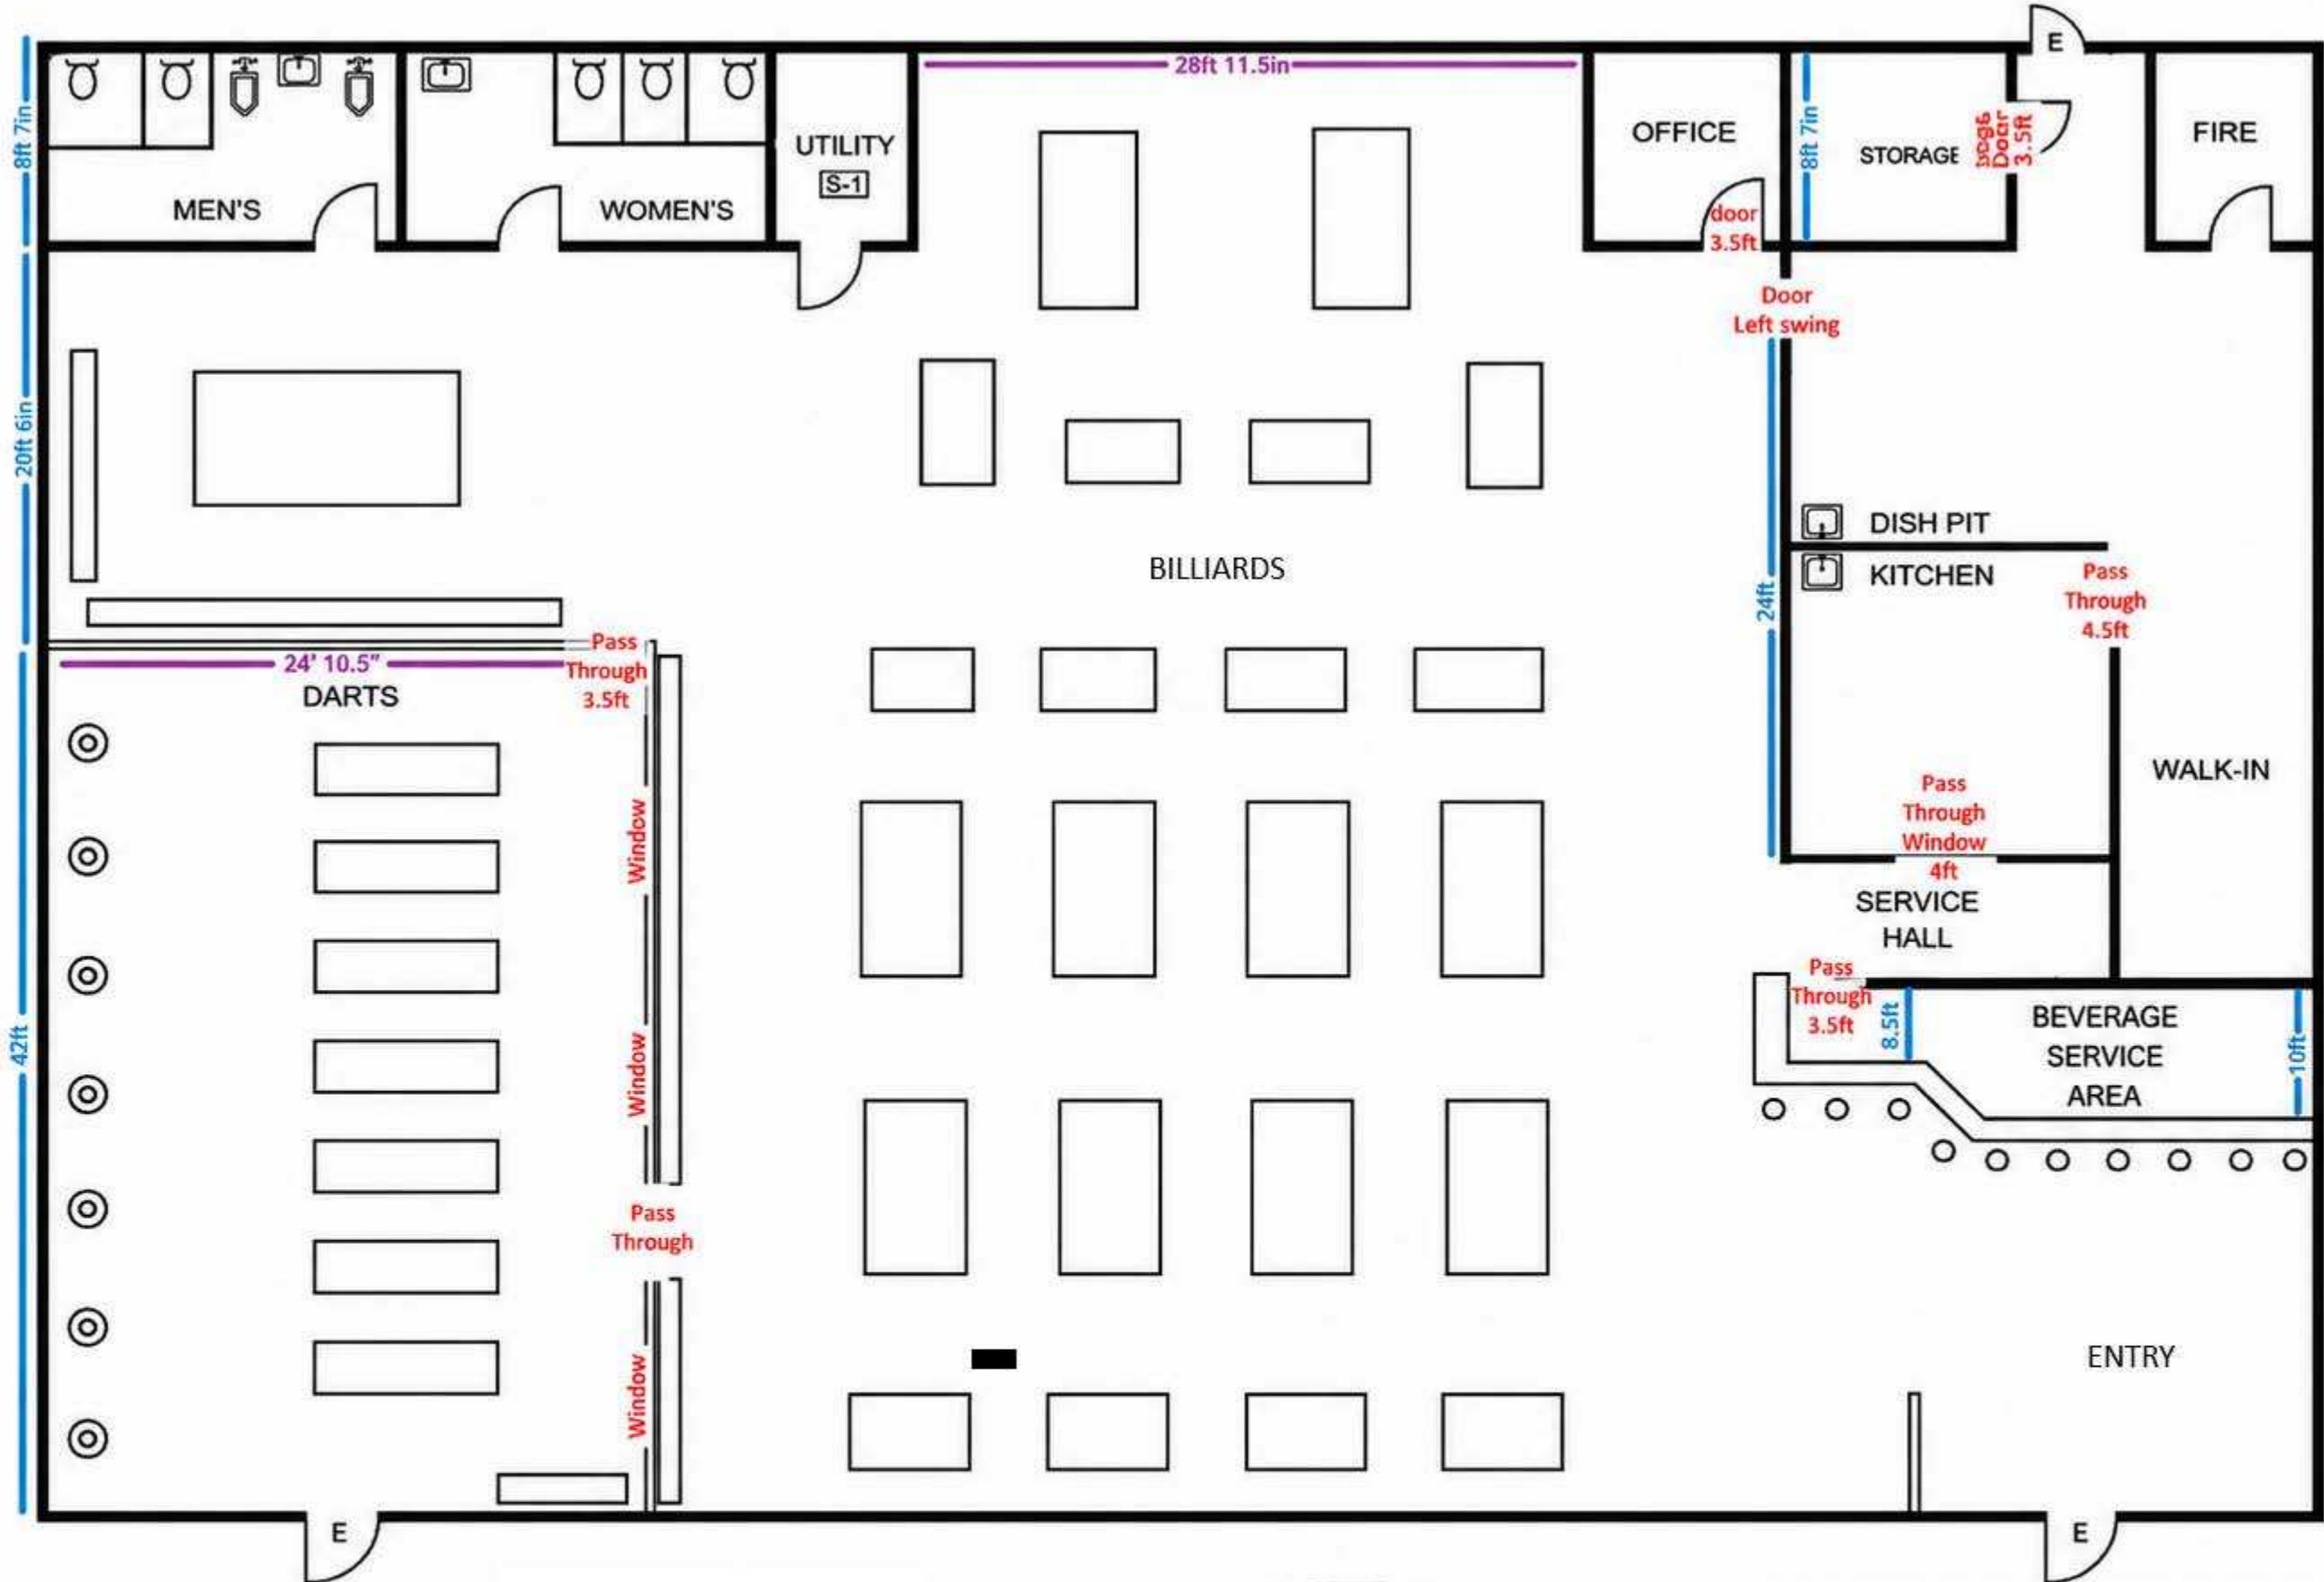 E
28ft 11.5in
8ft 7in
MEN'S
WOMEN'S
UTILITY
S-1
OFFICE
door
3.5ft
8ft 7in
STORAGE
Door
3.5ft
FIRE
Door
Left swing
20ft 6in
BILLIARDS
DISH PIT
KITCHEN
Pass
Through
4.5ft
24ft
Pass
Through
3.5ft
24' 10.5"
DARTS
Window
Window
Window
Pass
Through
42ft
WALK-IN
Pass
Through
Window
4ft
SERVICE
HALL
Pass
Through
3.5ft
8.5ft
BEVERAGE
SERVICE
AREA
10ft
ENTRY
E
E